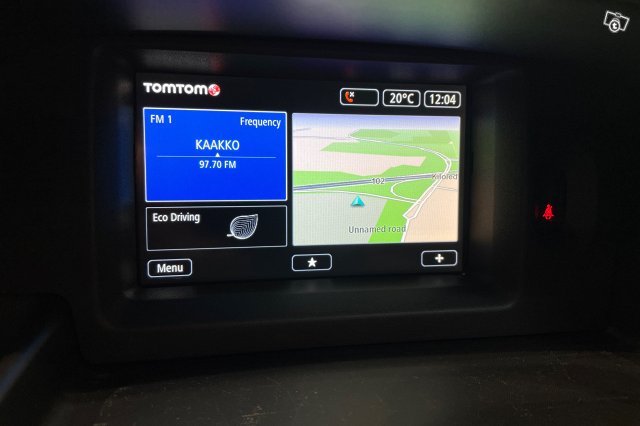 TOMTOM
20°C
12:04
FM 1
Frequency
KAAKKO
97.70 FM
102
Unnamed road
Eco Driving
Menu